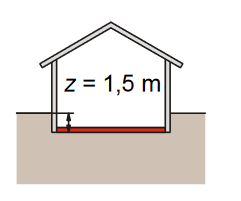 z = 1,5 m